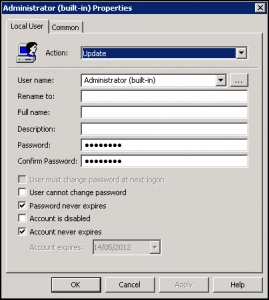 Administrator (built-in) Properties
Local User Common
Action: Update
User name: Administrator (built-in) ...
Rename to:
Full name:
Description:
Password: ••••••••
Confirm Password: ••••••••
User must change password at next logon
User cannot change password
Password never expires
Account is disabled
Account never expires
Account expires: 14/05/2012
OK Cancel Apply Help